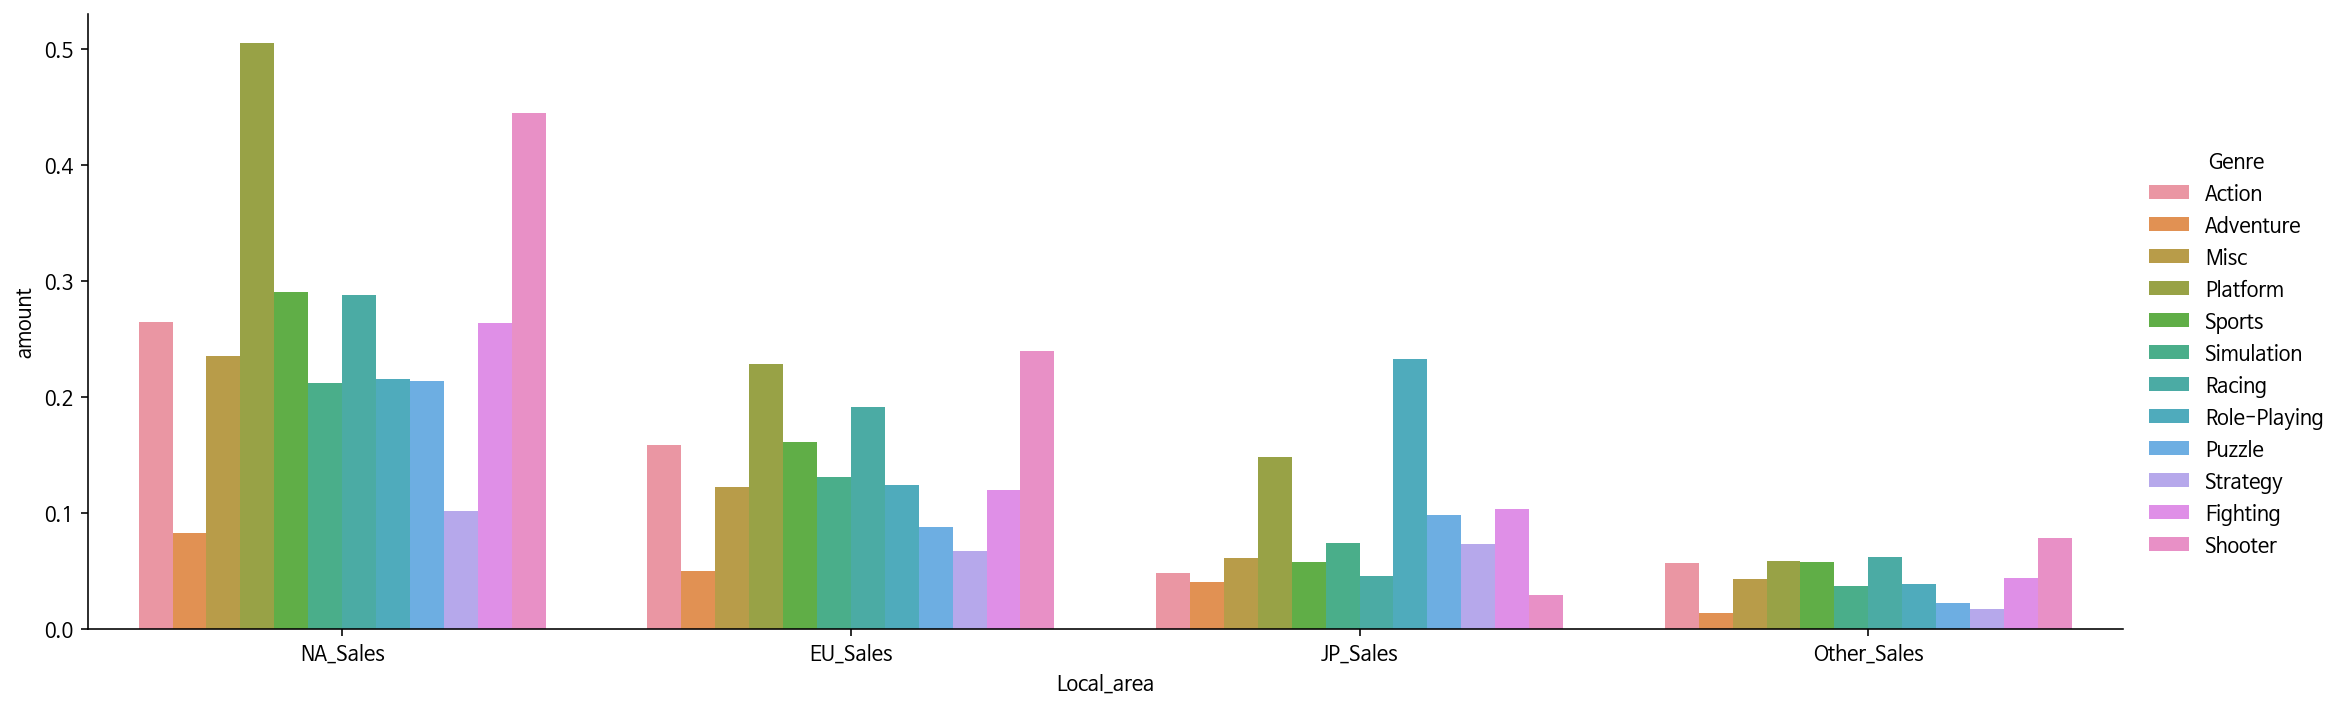 0.5
0.4
0.3
0.2
0.1
0.0
amount
NA_Sales
EU_Sales
JP_Sales
Other_Sales
Local_area
Genre
Action
Adventure
Misc
Platform
Sports
Simulation
Racing
Role-Playing
Puzzle
Strategy
Fighting
Shooter